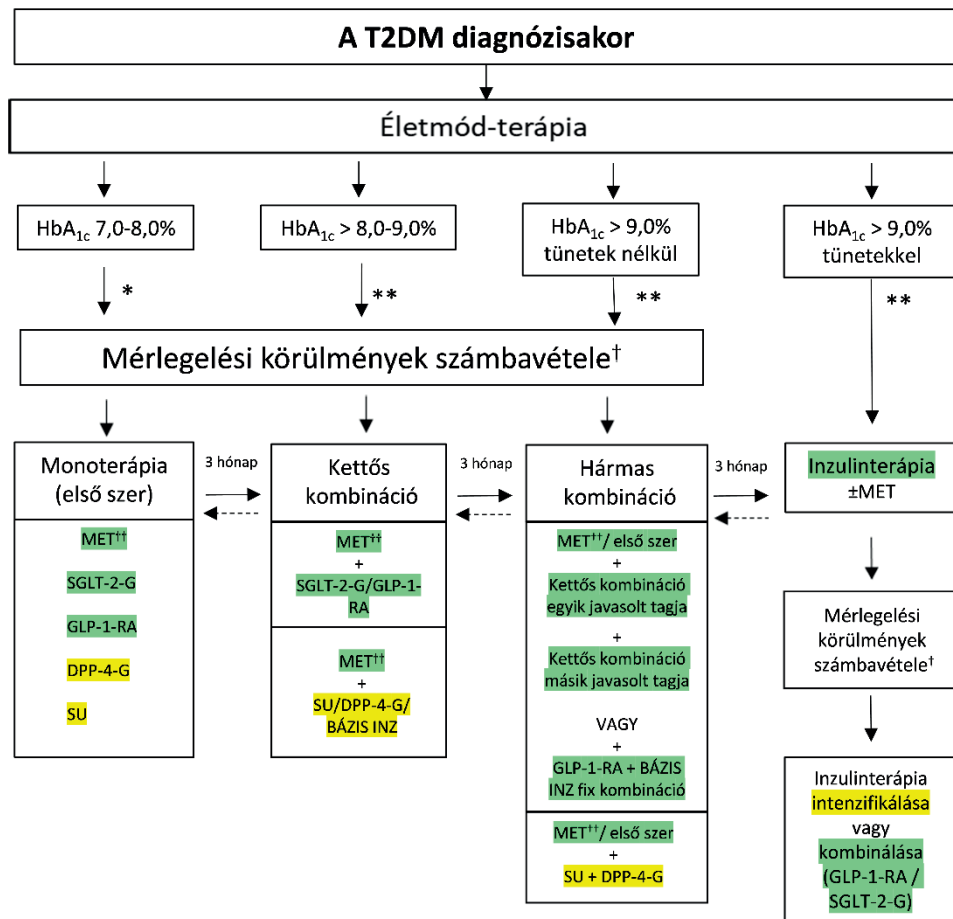 A T2DM diagnózisakor
Életmód-terápia
HbA1c 7,0-8,0%
HbA1c > 8,0-9,0%
HbA1c > 9,0%
tünetek nélkül
HbA1c > 9,0%
tünetekkel
*
**
**
**
Mérlegelési körülmények számbavétele†
Monoterápia
(első szer)
3 hónap
Kettős
kombináció
3 hónap
Hármas
kombináció
3 hónap
Inzulinterápia
±MET
MET††
SGLT-2-G
GLP-1-RA
DPP-4-G
SU
MET‡‡
+
SGLT-2-G/GLP-1-
RA
MET††
+
SU/DPP-4-G/
BÁZIS INZ
MET††/ első szer
+
Kettős kombináció
egyik javasolt tagja
+
Kettős kombináció
másik javasolt tagja
VAGY
+
GLP-1-RA + BÁZIS
INZ fix kombináció
MET††/ első szer
+
SU + DPP-4-G
Mérlegelési
körülmények
számbavétele†
Inzulinterápia
intenzifikálása
vagy
kombinálása
(GLP-1-RA /
SGLT-2-G)